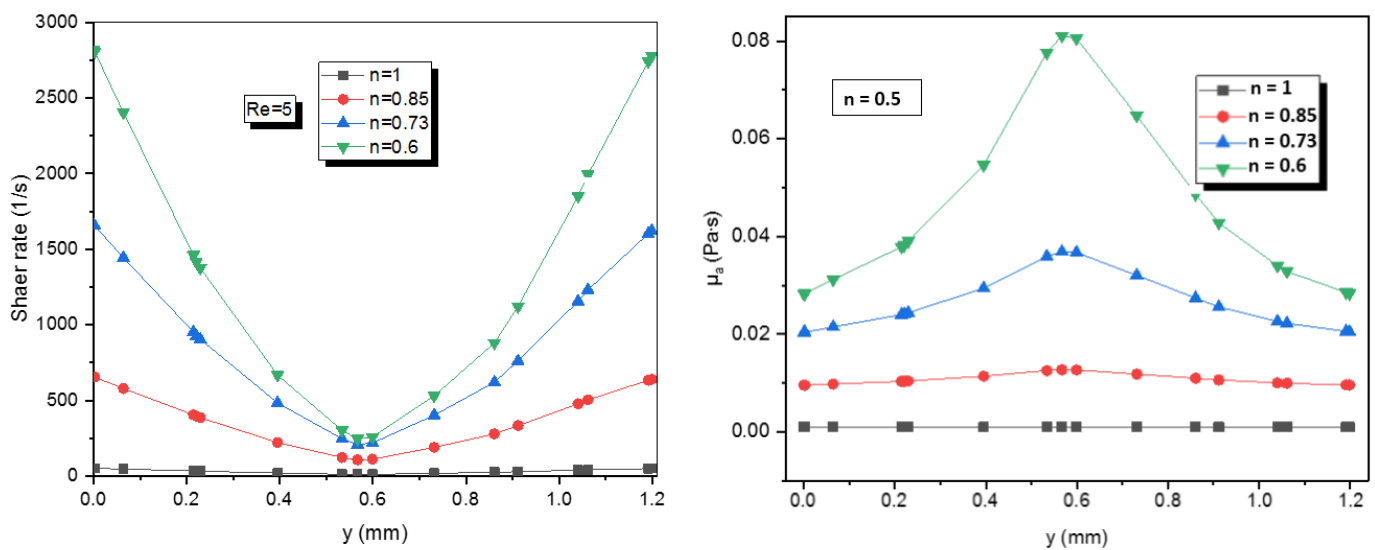 3000
2500
2000
1500
1000
500
0
Shaer rate (1/s)
Re=5
n=1
n=0.85
n=0.73
n=0.6
0.0 0.2 0.4 0.6 0.8 1.0 1.2
y (mm)
0.08
0.06
0.04
0.02
0.00
μa (Pa·s)
n = 0.5
n = 1
n = 0.85
n = 0.73
n = 0.6
0.0 0.2 0.4 0.6 0.8 1.0 1.2
y (mm)